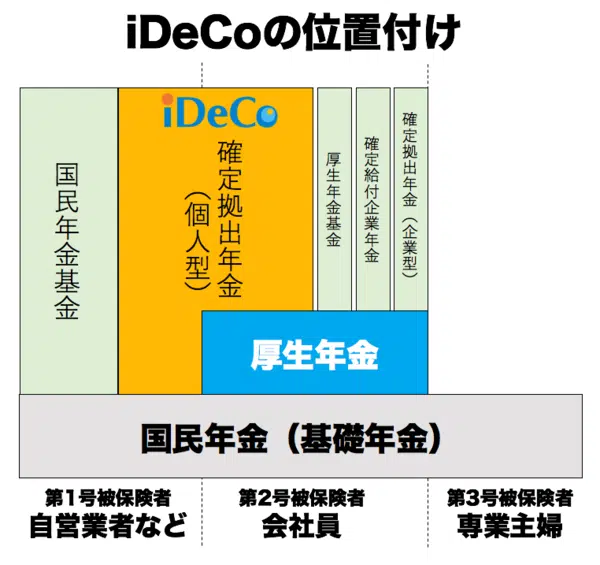 iDeCoの位置付け
国民年金基金
iDeCo
確定拠出年金
（個人型）
厚生年金基金
確定給付企業年金
確定拠出年金（企業型）
厚生年金
国民年金（基礎年金）
第1号被保険者
自営業者など
第2号被保険者
会社員
第3号被保険者
専業主婦